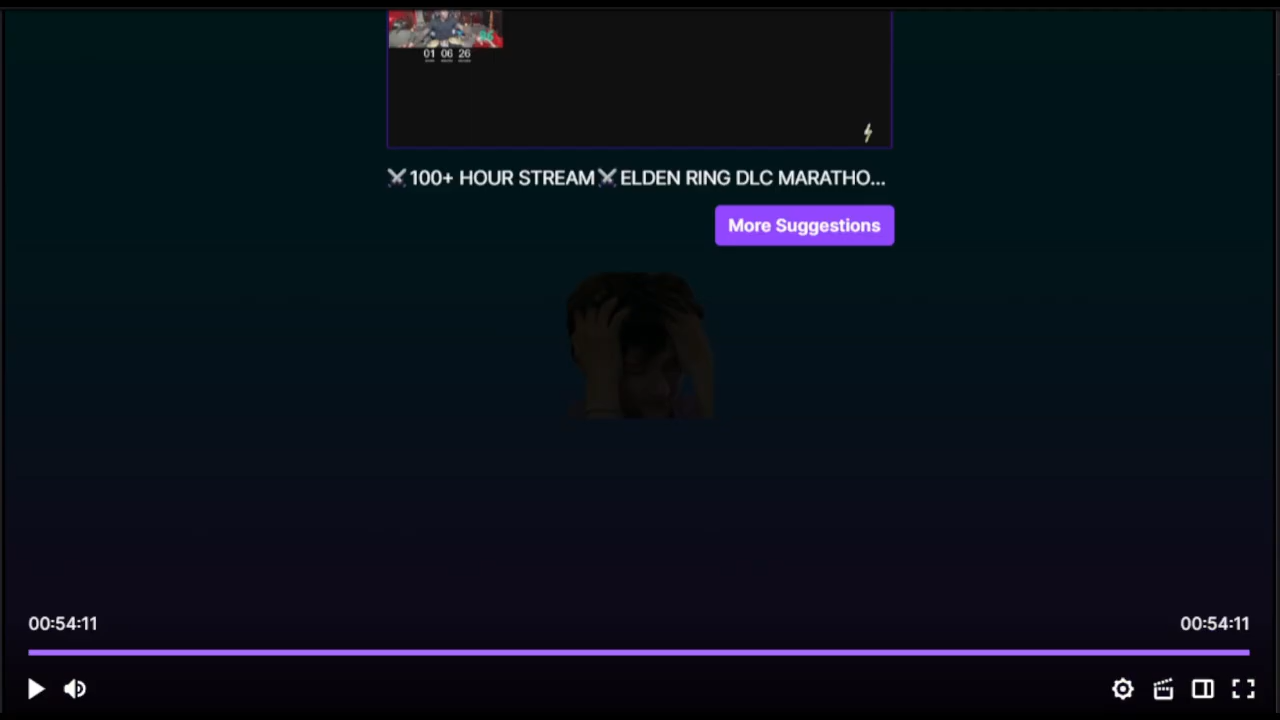 01 06 26
⚔100+ HOUR STREAM⚔ELDEN RING DLC MARATHO...
More Suggestions
00:54:11
00:54:11